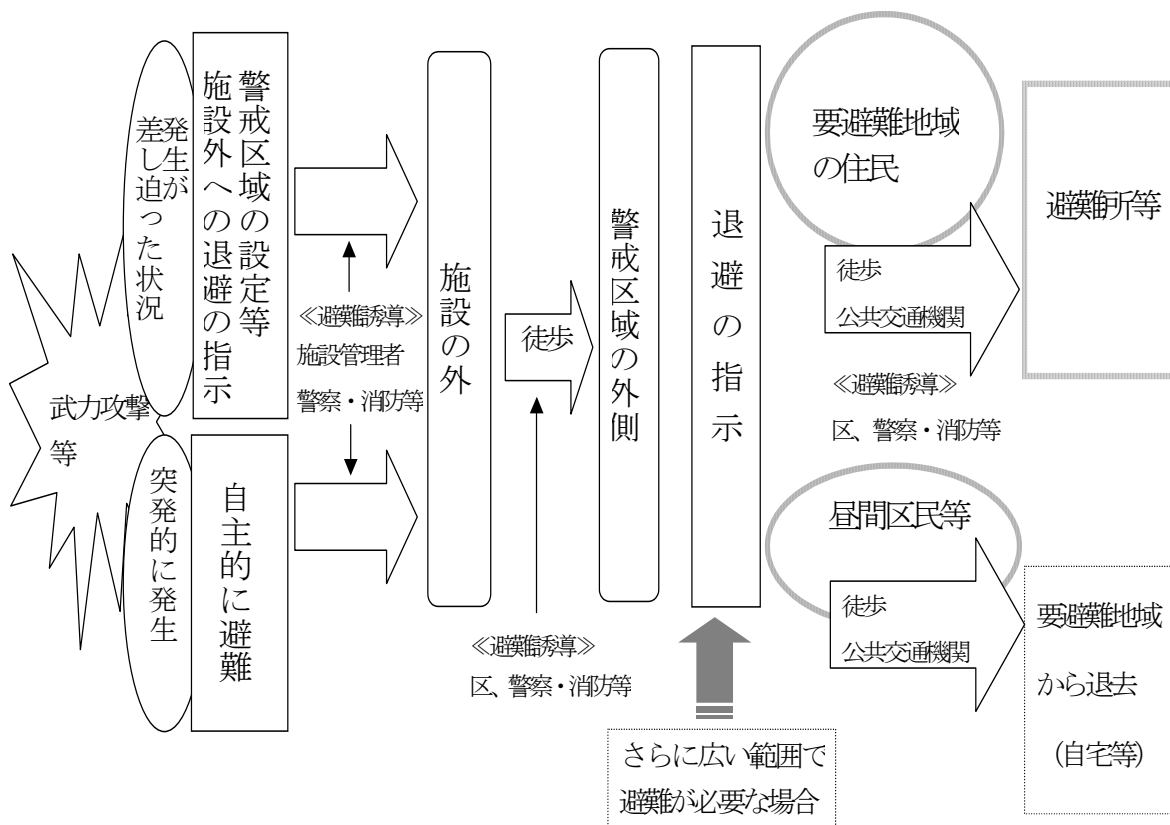 武力攻撃
等
発生が
差し迫った状況
警戒区域の設定等
施設外への退避の指示
突発的に発生
自主的に避難
≪避難誘導≫
施設管理者
警察・消防等
施設の外
徒歩
≪避難誘導≫
区、警察・消防等
警戒区域の外側
退避の指示
さらに広い範囲で
避難が必要な場合
要避難地域
の住民
徒歩
公共交通機関
≪避難誘導≫
区、警察・消防等
避難所等
昼間区民等
徒歩
公共交通機関
要避難地域
から退去
(自宅等)